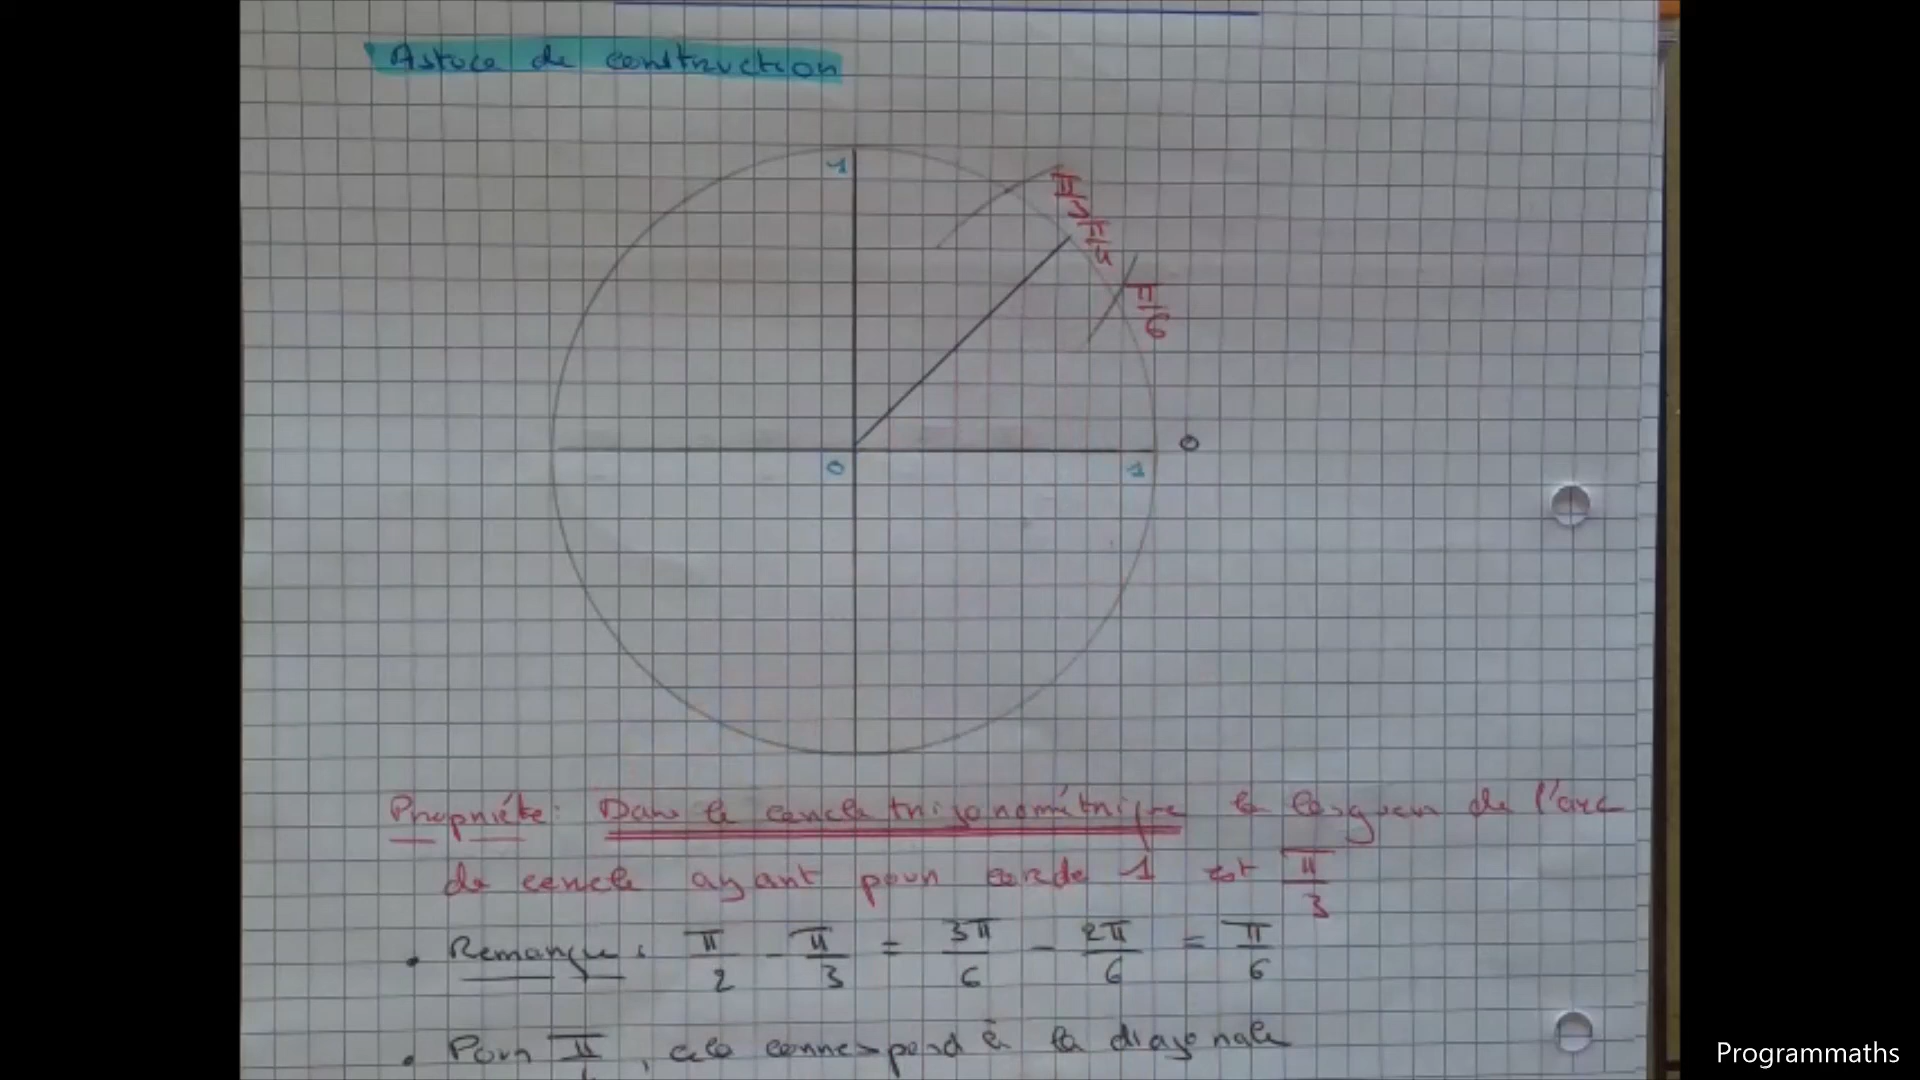 Astuce de construction
1
π/3
π/4
π/6
0
0
1
Propriété : Dans le cercle trigonométrique la longueur de l'arc
de cercle ayant pour corde 1 est π/3
• Remarque : π/2 - π/3 = 3π/6 - 2π/6 = π/6
• Pour π/4, cela correspond à la diagonale
Programmaths